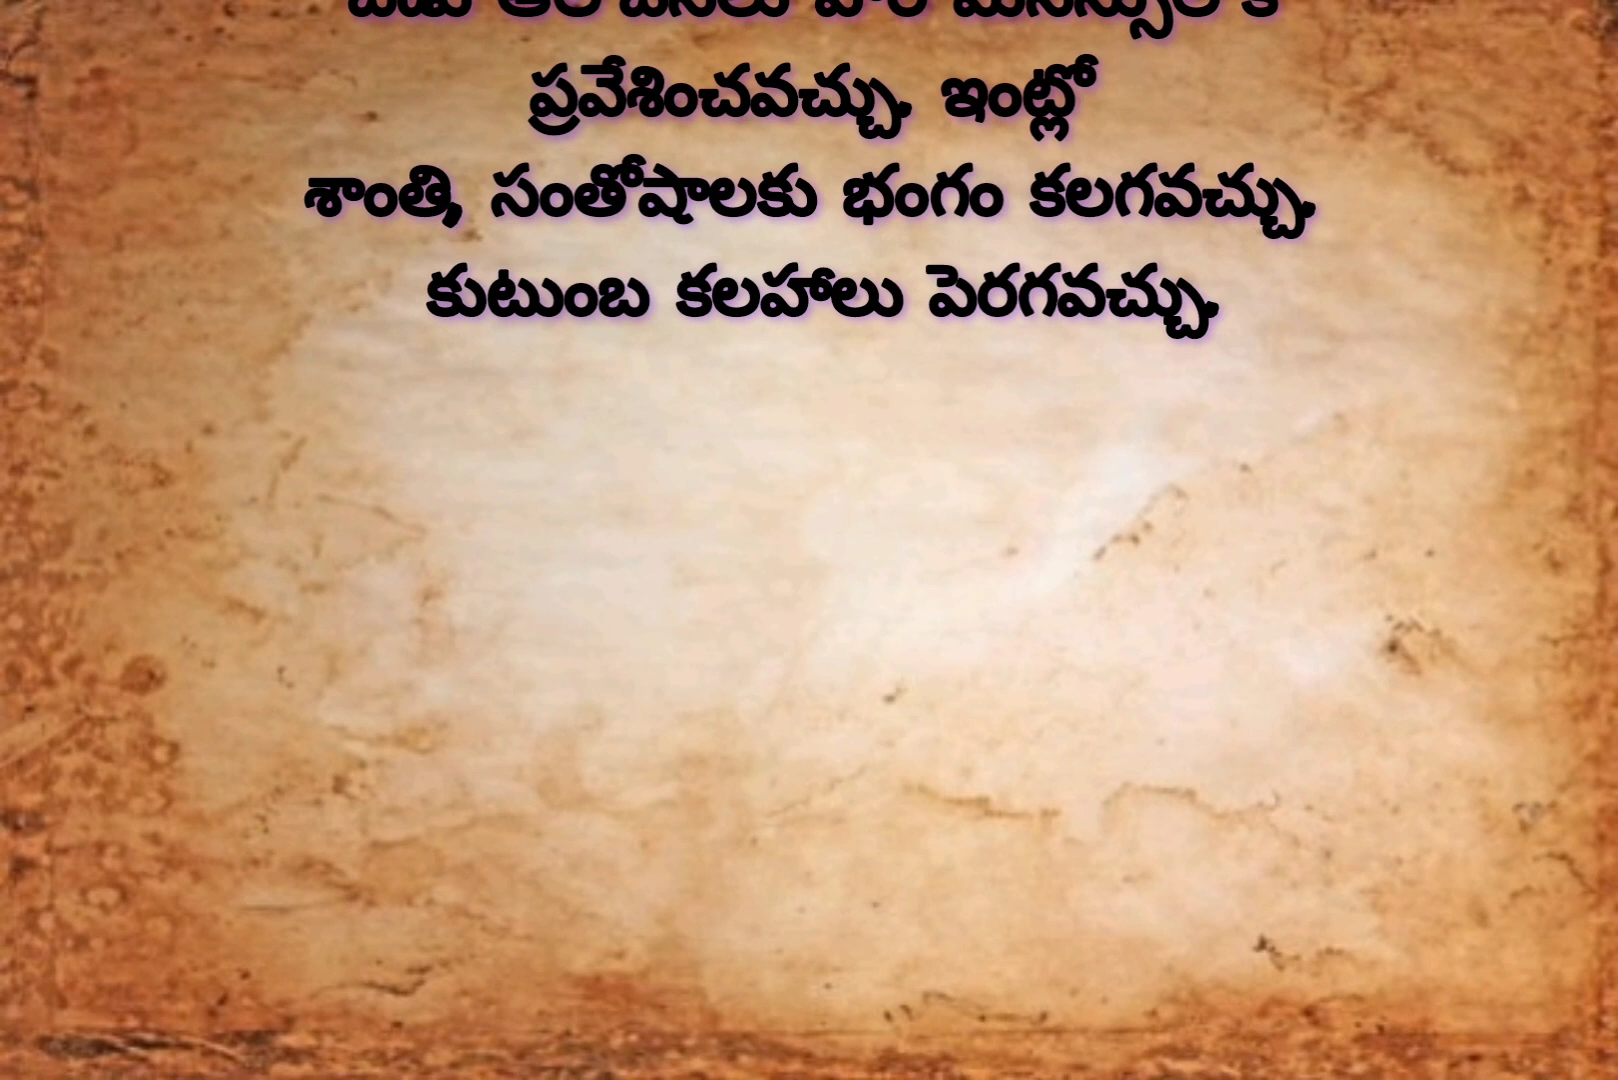 ప్రవేశించవచ్చు. ఇంట్లో
శాంతి, సంతోషాలకు భంగం కలగవచ్చు.
కుటుంబ కలహాలు పెరగవచ్చు.